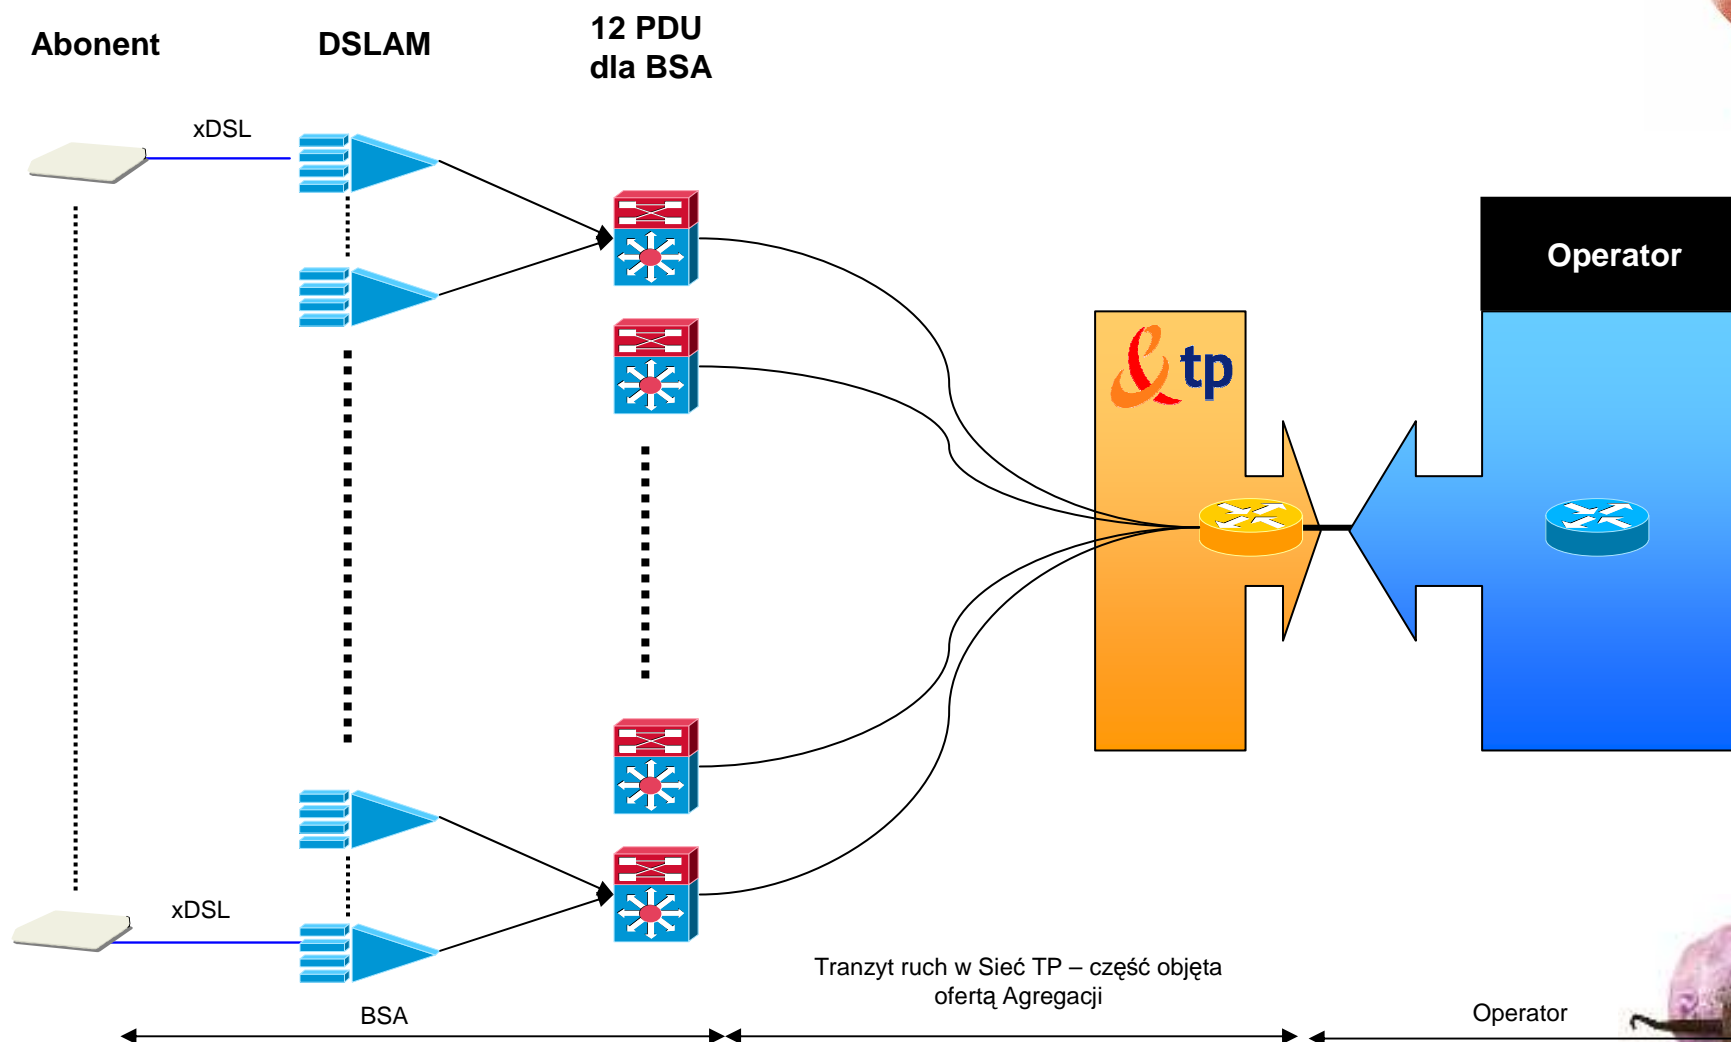 Abonent
DSLAM
12 PDU
dla BSA
xDSL
Operator
tp
xDSL
Tranzyt ruch w Sieć TP – część objęta
ofertą Agregacji
BSA
Operator